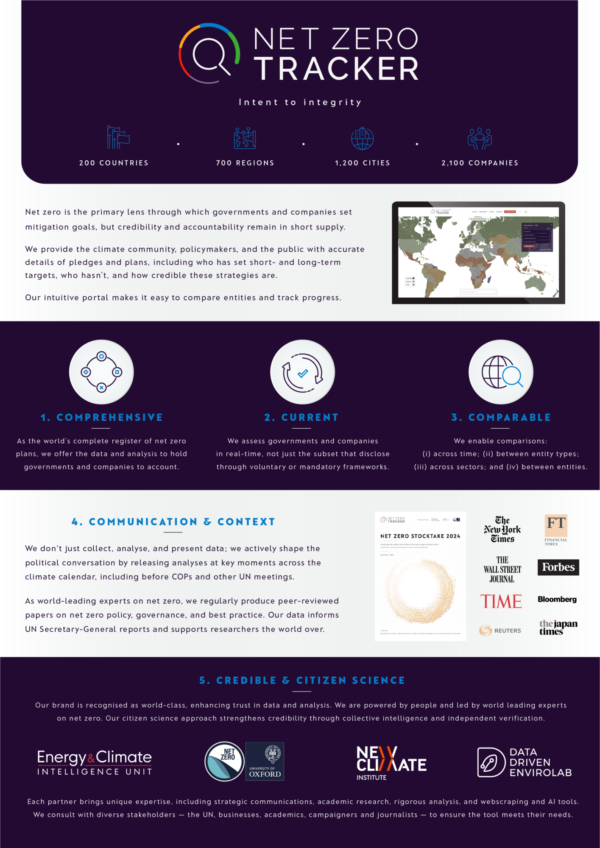 NET ZERO
TRACKER
Intent to integrity
200 COUNTRIES
700 REGIONS
1,200 CITIES
2,100 COMPANIES
Net zero is the primary lens through which governments and companies set
mitigation goals, but credibility and accountability remain in short supply.
We provide the climate community, policymakers, and the public with accurate
details of pledges and plans, including who has set short- and long-term
targets, who hasn't, and how credible these strategies are.
Our intuitive portal makes it easy to compare entities and track progress.
1. COMPREHENSIVE
As the world's complete register of net zero
plans, we offer the data and analysis to hold
governments and companies to account.
2. CURRENT
We assess governments and companies
in real-time, not just the subset that disclose
through voluntary or mandatory frameworks.
3. COMPARABLE
We enable comparisons:
(i) across time; (ii) between entity types;
(iii) across sectors; and (iv) between entities.
4. COMMUNICATION & CONTEXT
We don't just collect, analyse, and present data; we actively shape the
political conversation by releasing analyses at key moments across the
climate calendar, including before COPs and other UN meetings.
As world-leading experts on net zero, we regularly produce peer-reviewed
papers on net zero policy, governance, and best practice. Our data informs
UN Secretary-General reports and supports researchers the world over.
NET ZERO
TRACKER
NET ZERO STOCKTAKE 2024
The
New York
Times
FT
FINANCIAL
TIMES
THE
WALL STREET
JOURNAL
Forbes
TIME
Bloomberg
REUTERS
the japan
times
5. CREDIBLE & CITIZEN SCIENCE
Our brand is recognised as world-class, enhancing trust in data and analysis. We are powered by people and led by world leading experts
on net zero. Our citizen science approach strengthens credibility through collective intelligence and independent verification.
Energy&Climate
INTELLIGENCE UNIT
NET
ZERO
UNIVERSITY OF
OXFORD
NEW
CLIMATE
INSTITUTE
DATA
DRIVEN
ENVIROLAB
Each partner brings unique expertise, including strategic communications, academic research, rigorous analysis, and webscraping and AI tools.
We consult with diverse stakeholders — the UN, businesses, academics, campaigners and journalists — to ensure the tool meets their needs.